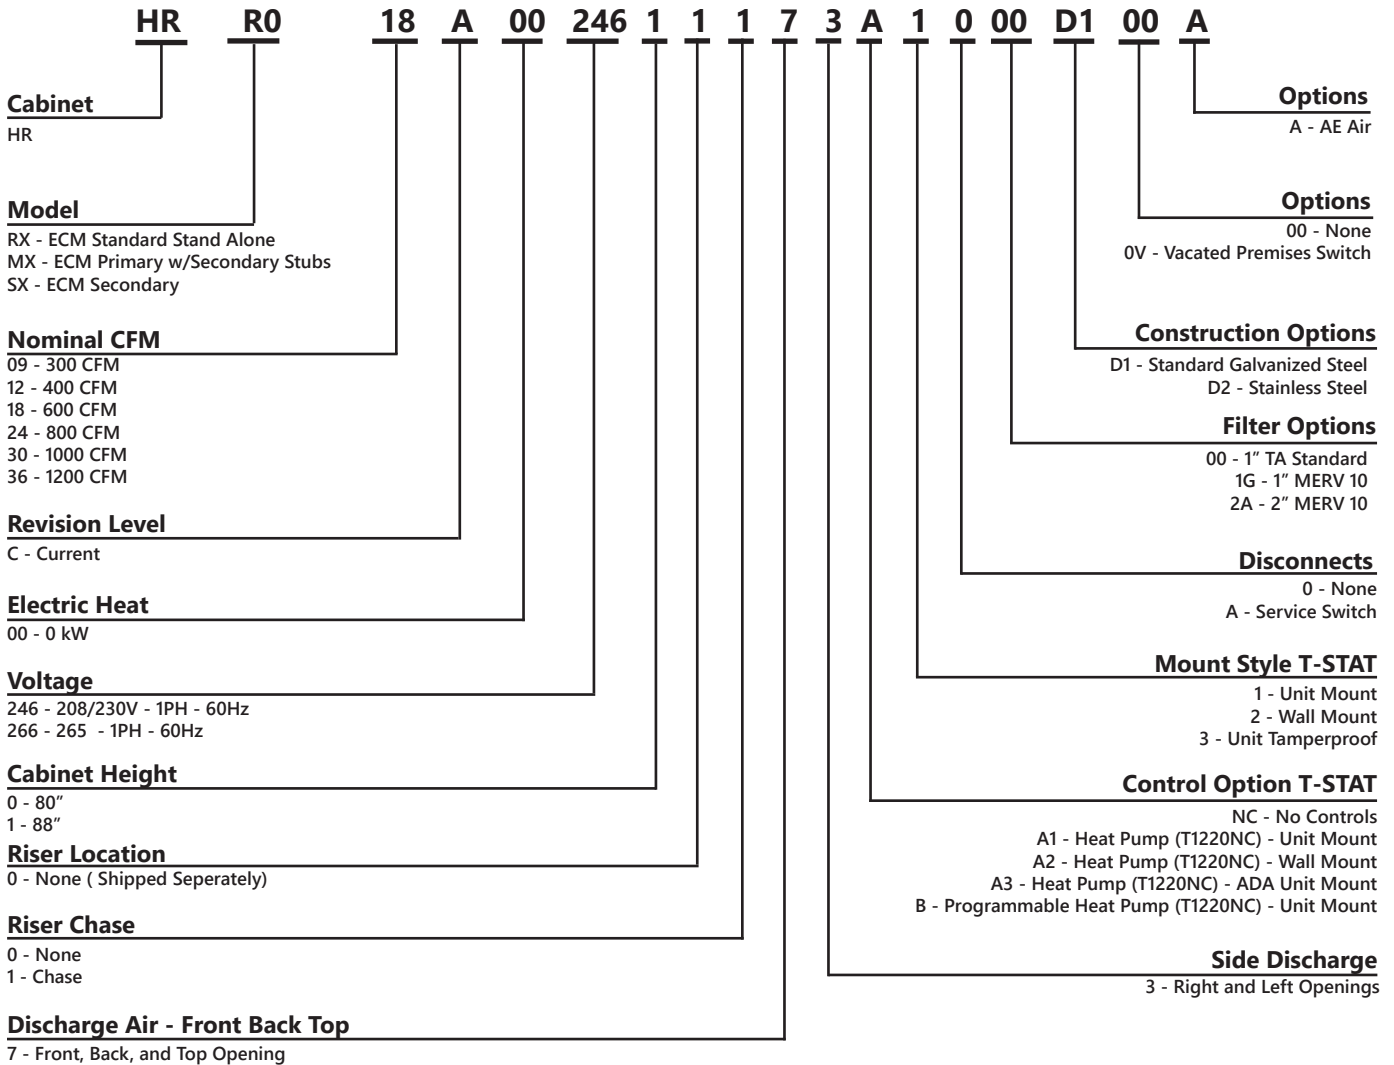 HR R0 18 A 00 246 1 1 1 7 3 A 1 0 00 D1 00 A
Cabinet
HR
Model
RX - ECM Standard Stand Alone
MX - ECM Primary w/Secondary Stubs
SX - ECM Secondary
Nominal CFM
09 - 300 CFM
12 - 400 CFM
18 - 600 CFM
24 - 800 CFM
30 - 1000 CFM
36 - 1200 CFM
Revision Level
C - Current
Electric Heat
00 - 0 kW
Voltage
246 - 208/230V - 1PH - 60Hz
266 - 265 - 1PH - 60Hz
Cabinet Height
0 - 80”
1 - 88”
Riser Location
0 - None ( Shipped Seperately)
Riser Chase
0 - None
1 - Chase
Discharge Air - Front Back Top
7 - Front, Back, and Top Opening
Options
A - AE Air
Options
00 - None
0V - Vacated Premises Switch
Construction Options
D1 - Standard Galvanized Steel
D2 - Stainless Steel
Filter Options
00 - 1” TA Standard
1G - 1” MERV 10
2A - 2” MERV 10
Disconnects
0 - None
A - Service Switch
Mount Style T-STAT
1 - Unit Mount
2 - Wall Mount
3 - Unit Tamperproof
Control Option T-STAT
NC - No Controls
A1 - Heat Pump (T1220NC) - Unit Mount
A2 - Heat Pump (T1220NC) - Wall Mount
A3 - Heat Pump (T1220NC) - ADA Unit Mount
B - Programmable Heat Pump (T1220NC) - Unit Mount
Side Discharge
3 - Right and Left Openings